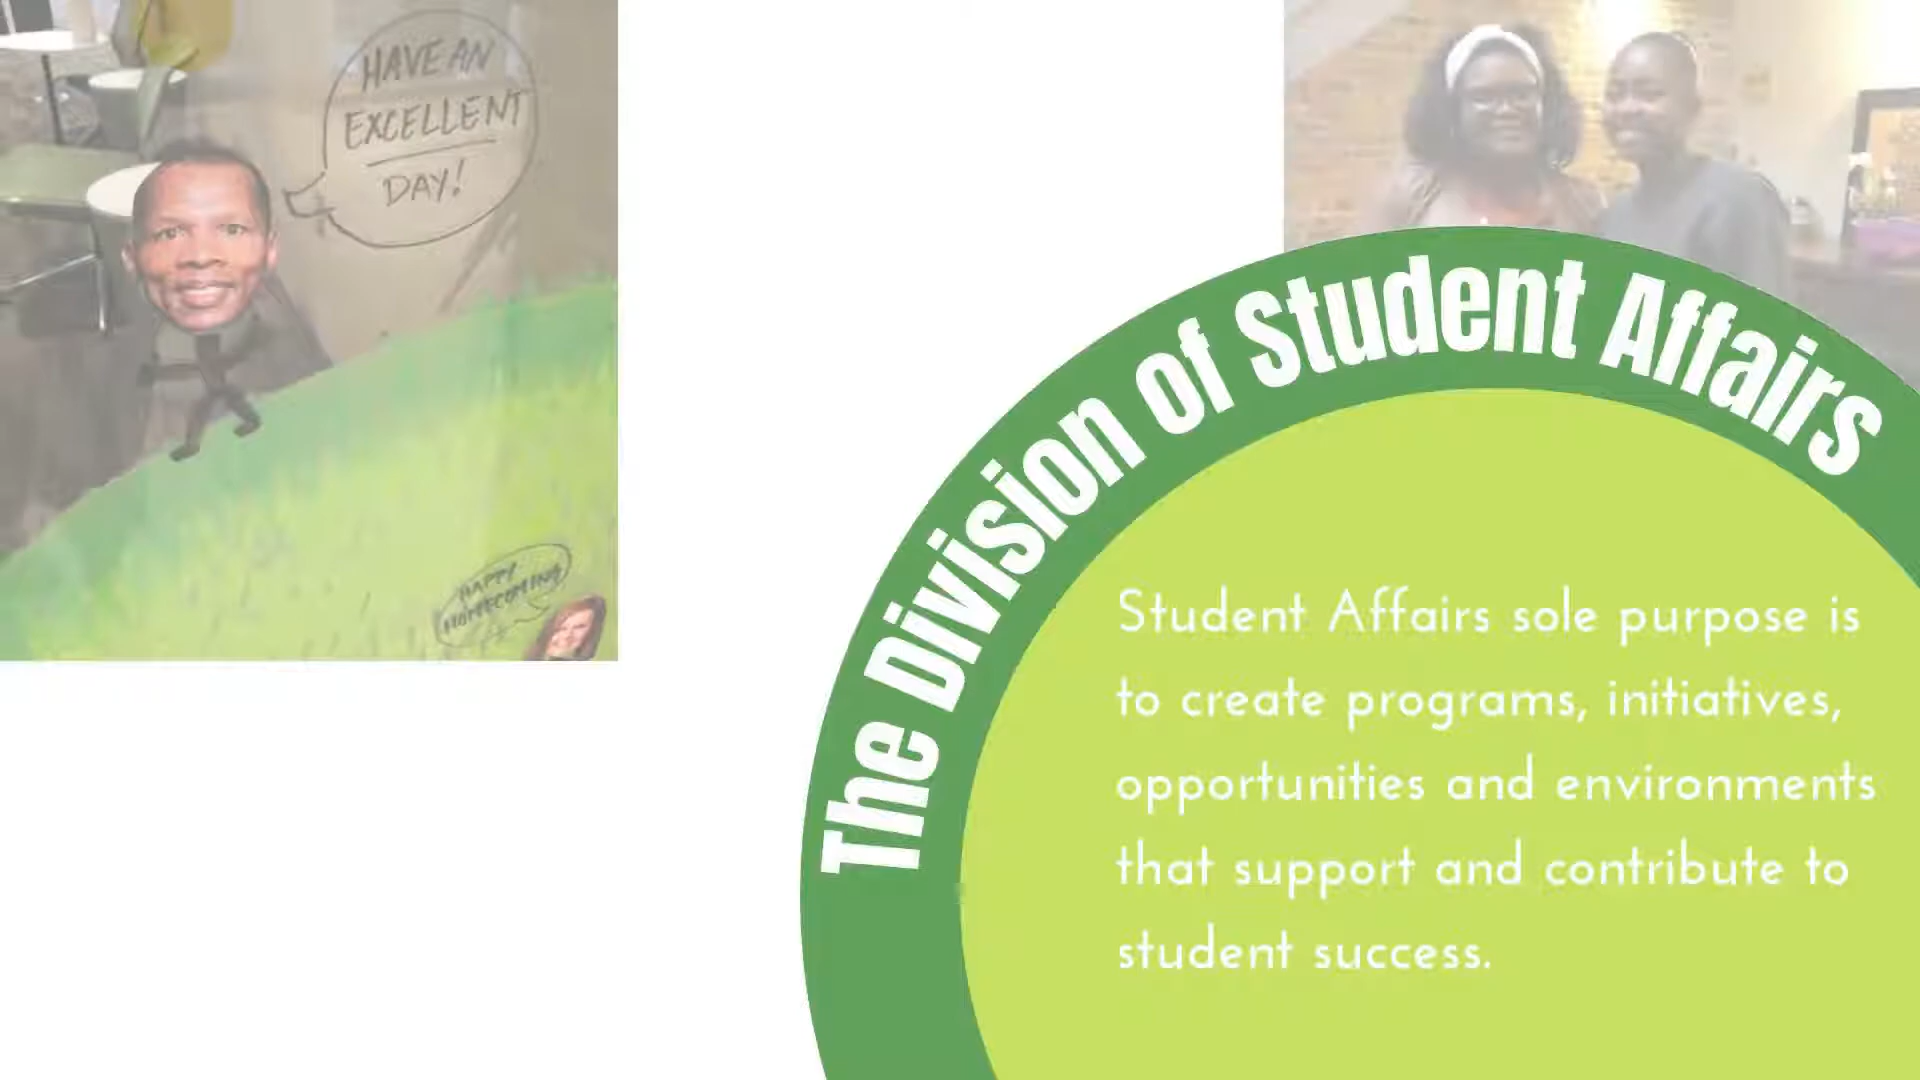 HAVE AN
EXCELLENT
DAY!
HAPPY
HOMECOMING
The Division of Student Affairs
Student Affairs sole purpose is
to create programs, initiatives,
opportunities and environments
that support and contribute to
student success.